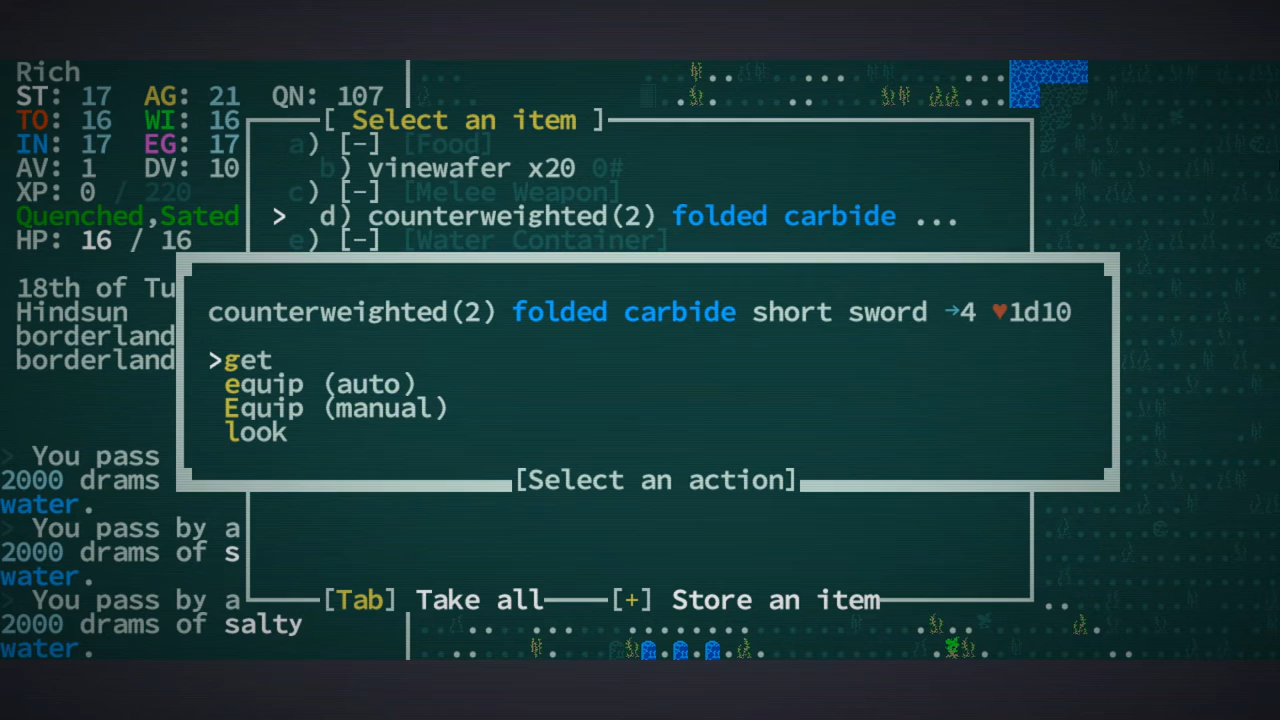 Rich
ST: 17 AG: 21 QN: 107
TO: 16 WI: 16
IN: 17 EG: 17
AV: 1 DV: 10
XP: 0 / 220
Quenched,Sated
HP: 16 / 16
18th of Tu
Hindsun
borderland
borderland
> You pass
2000 drams
water.
> You pass by a
2000 drams of s
water.
> You pass by a
2000 drams of salty
water.
[ Select an item ]
a) [-] [Food]
b) vinewafer x20 0#
c) [-] [Melee Weapon]
> d) counterweighted(2) folded carbide ...
e) [-] [Water Container]
counterweighted(2) folded carbide short sword →4 ♥1d10
>get
equip (auto)
Equip (manual)
look
[Select an action]
[Tab] Take all [+] Store an item